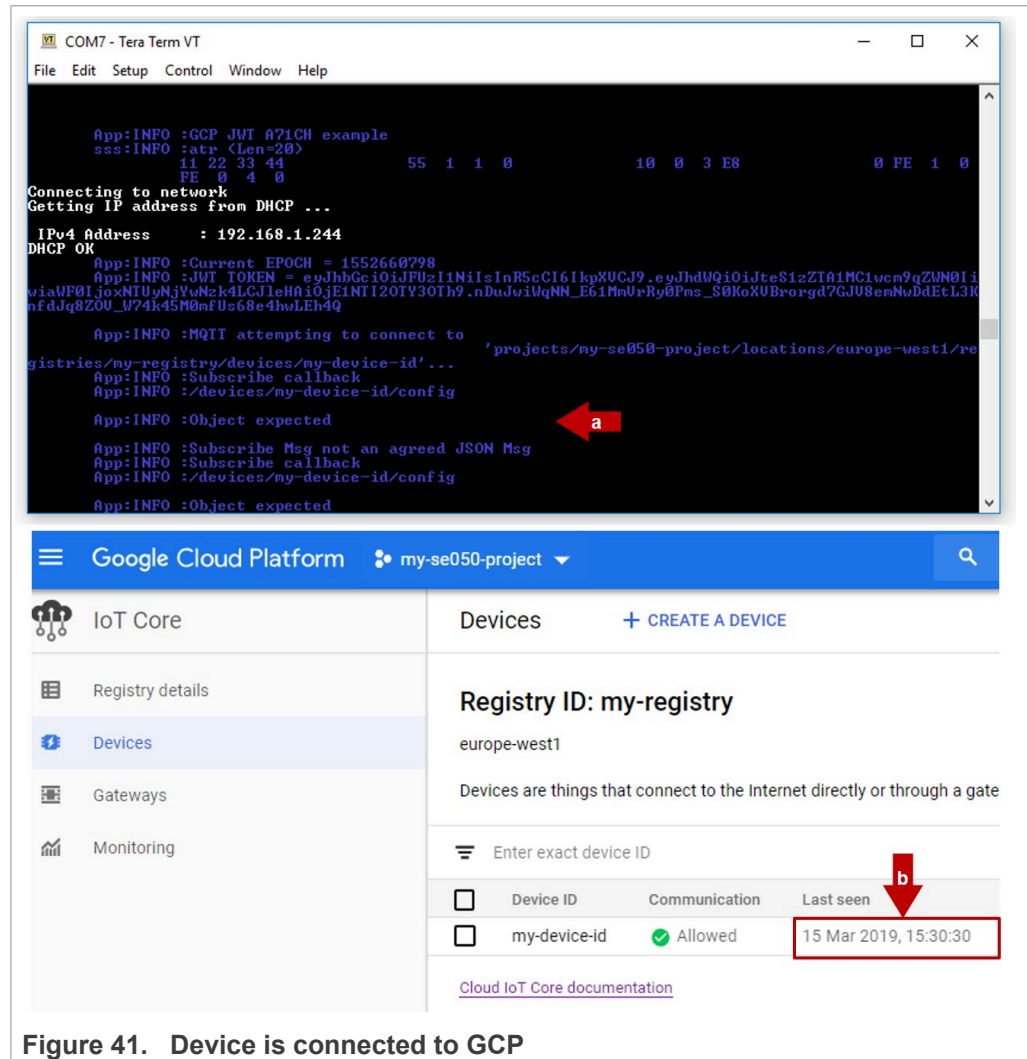 COM7 - Tera Term VT
File Edit Setup Control Window Help
App:INFO :GCP JWT A71CH example
sss:INFO :atr (Len=20)
11 22 33 44 55 1 1 0 10 0 3 E8 0 FE 1 0
FE 0 4 0
Connecting to network
Getting IP address from DHCP ...
IPv4 Address : 192.168.1.244
DHCP OK
App:INFO :Current EPOCH = 1552660798
App:INFO :JWT TOKEN =
App:INFO :MQTT attempting to connect to
'projects/my-se050-project/locations/europe-west1/re
gistries/my-registry/devices/my-device-id'...
App:INFO :Subscribe callback
App:INFO :/devices/my-device-id/config
App:INFO :Object expected
a
App:INFO :Subscribe Msg not an agreed JSON Msg
App:INFO :Subscribe callback
App:INFO :/devices/my-device-id/config
App:INFO :Object expected
Google Cloud Platform my-se050-project
IoT Core
Devices + CREATE A DEVICE
Registry details
Devices
Gateways
Monitoring
Registry ID: my-registry
europe-west1
Devices are things that connect to the Internet directly or through a gate
Enter exact device ID
b
Device ID Communication Last seen
my-device-id Allowed 15 Mar 2019, 15:30:30
Cloud IoT Core documentation
Figure 41. Device is connected to GCP